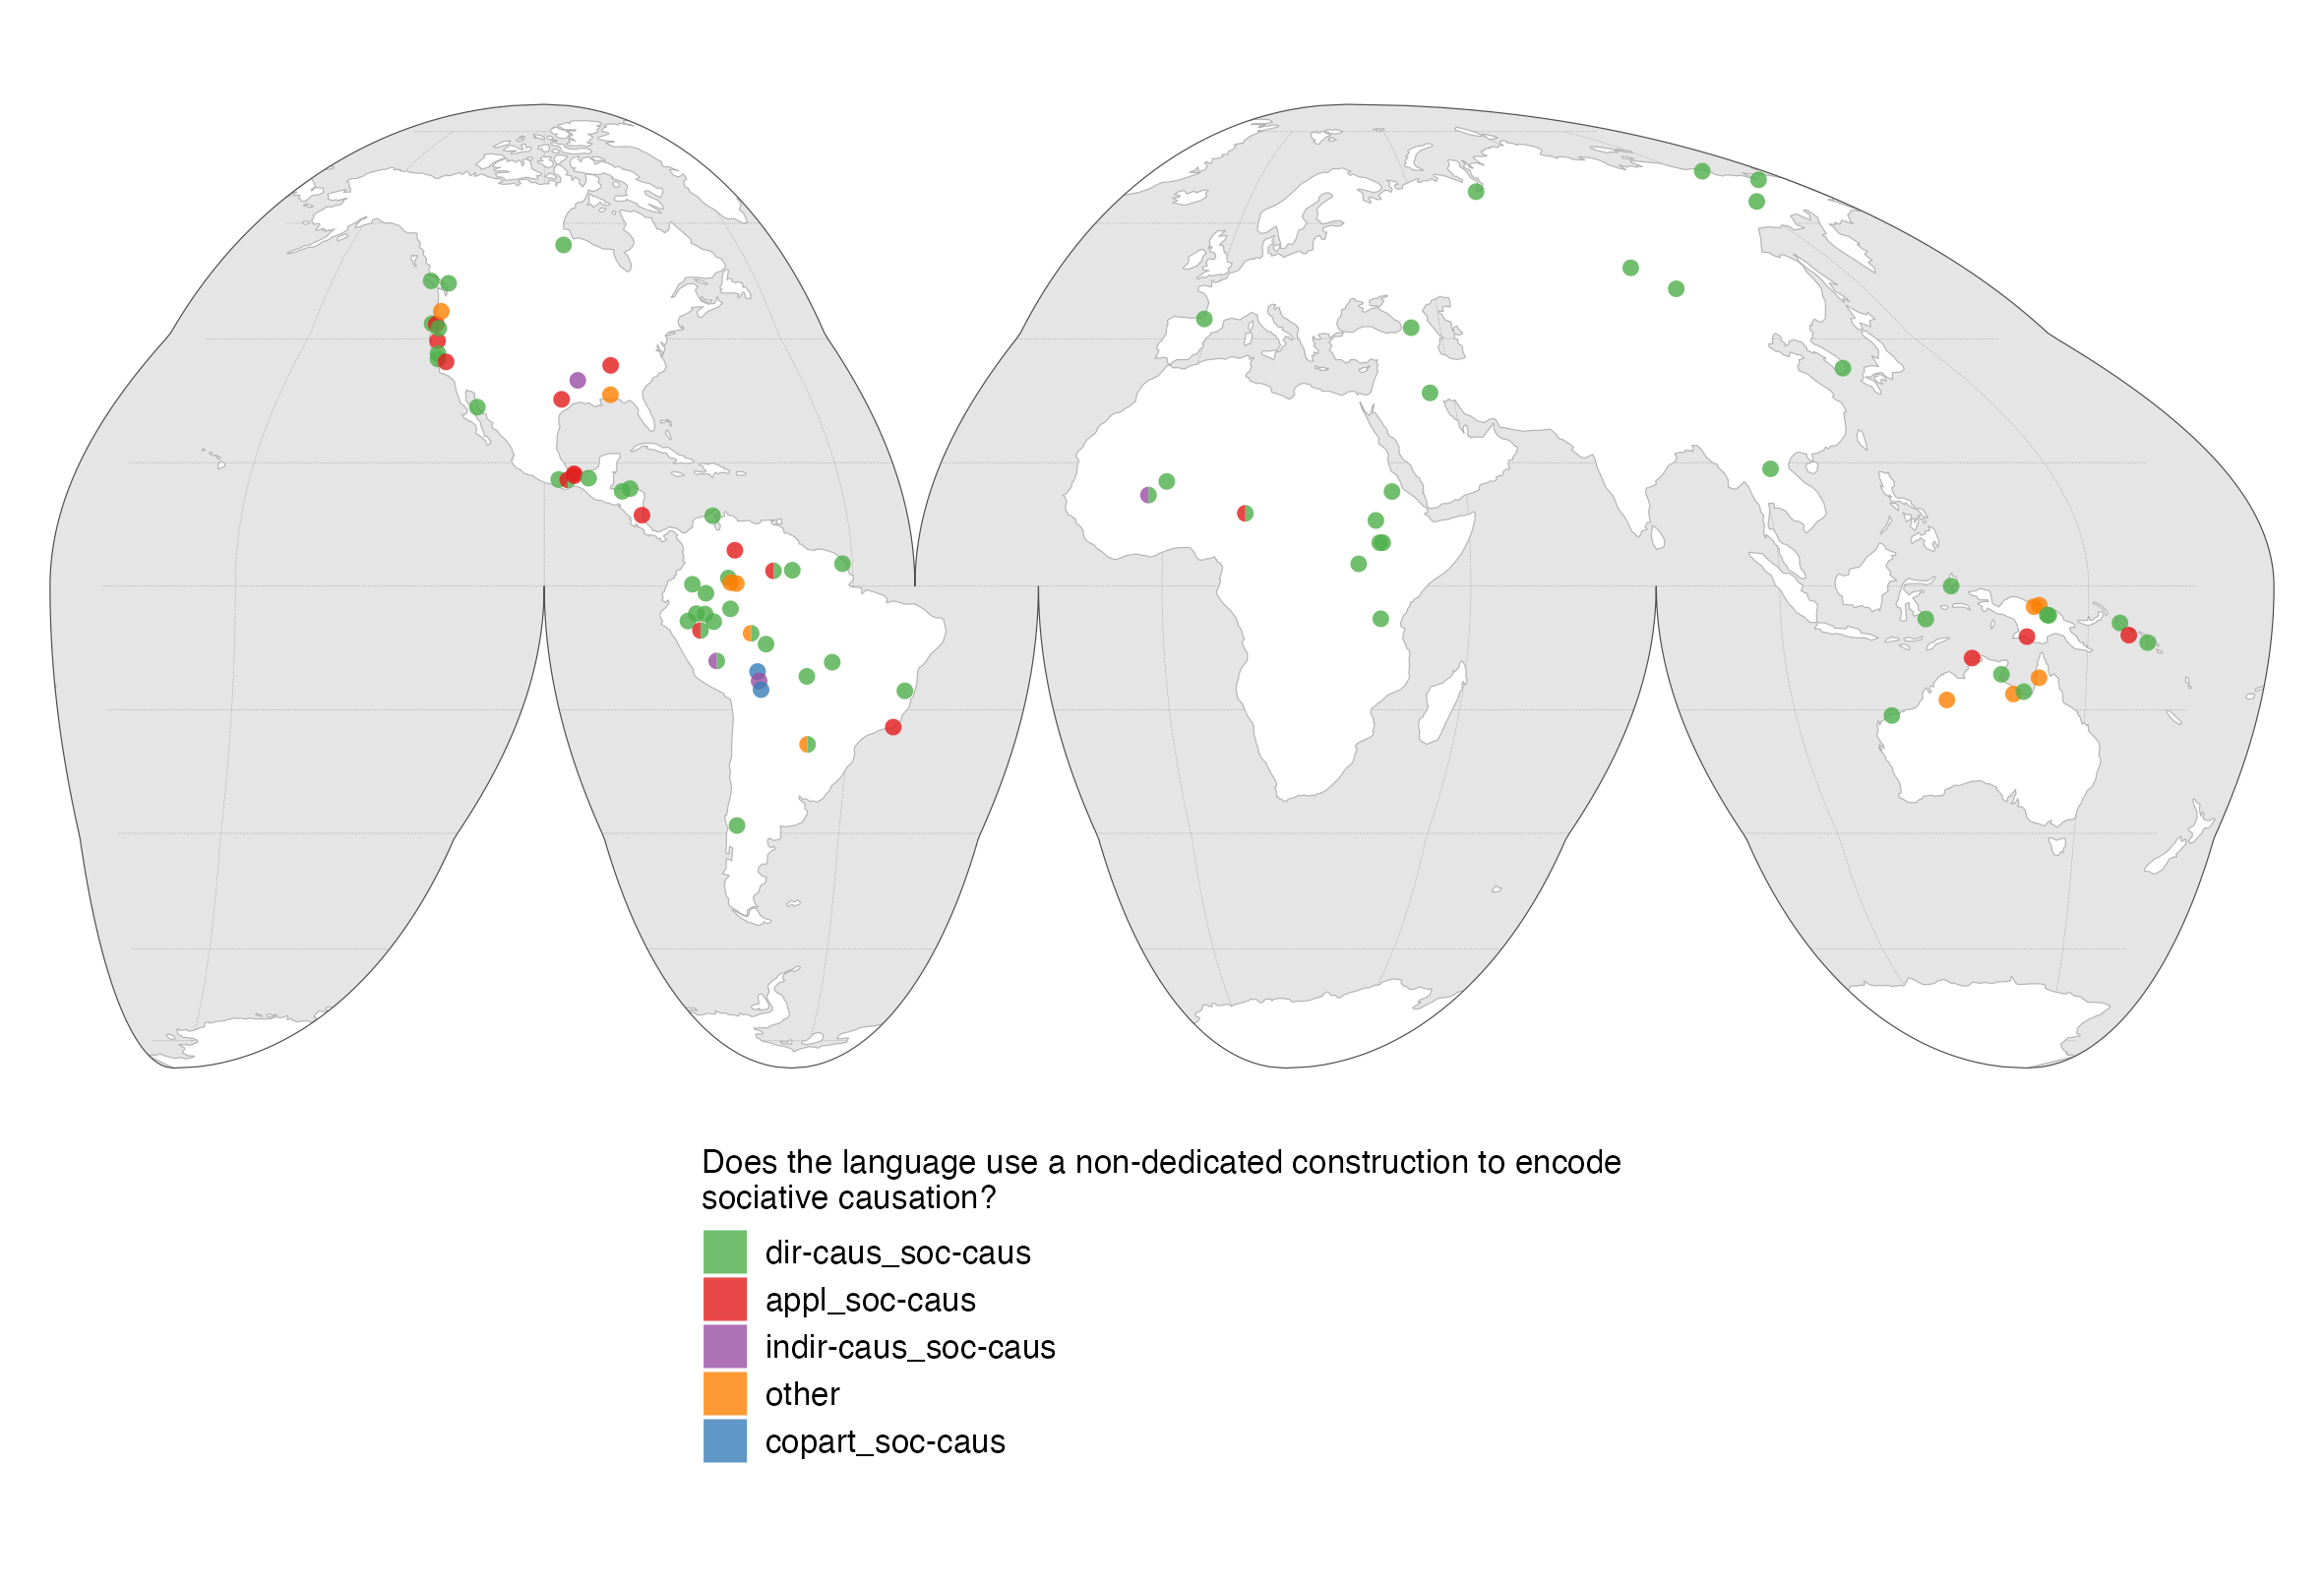 Does the language use a non-dedicated construction to encode
sociative causation?
dir-caus_soc-caus
appl_soc-caus
indir-caus_soc-caus
other
copart_soc-caus